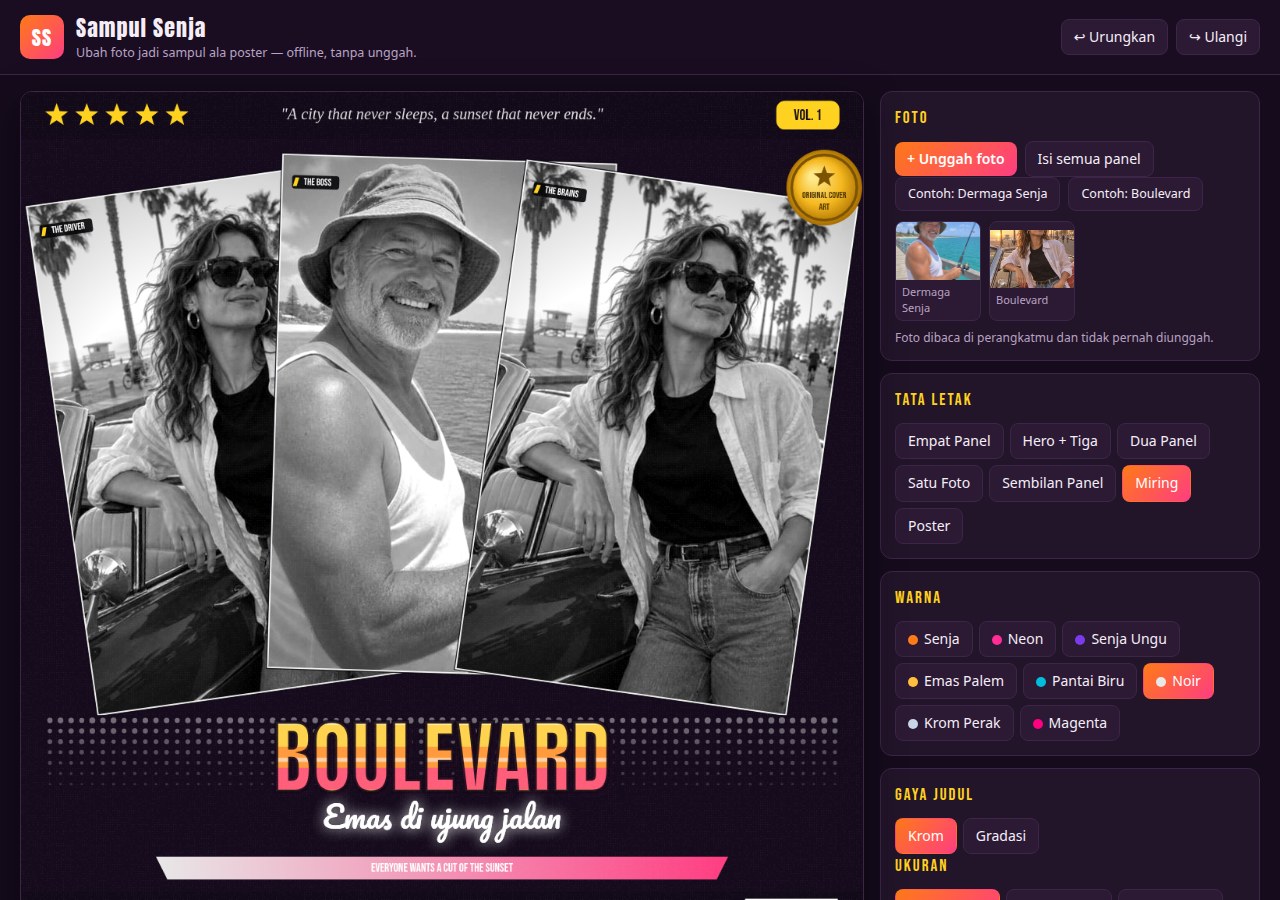 SS
Sampul Senja
Ubah foto jadi sampul ala poster — offline, tanpa unggah.
↩ Urungkan
↪ Ulangi
"A city that never sleeps, a sunset that never ends."
VOL. 1
THE DRIVER
THE BOSS
THE BRAINS
ORIGINAL COVER
ART
BOULEVARD
Emas di ujung jalan
EVERYONE WANTS A CUT OF THE SUNSET
FOTO
+ Unggah foto
Isi semua panel
Contoh: Dermaga Senja
Contoh: Boulevard
Dermaga
Senja
Boulevard
Foto dibaca di perangkatmu dan tidak pernah diunggah.
TATA LETAK
Empat Panel
Hero + Tiga
Dua Panel
Satu Foto
Sembilan Panel
Miring
Poster
WARNA
Senja
Neon
Senja Ungu
Emas Palem
Pantai Biru
Noir
Krom Perak
Magenta
GAYA JUDUL
Krom
Gradasi
UKURAN